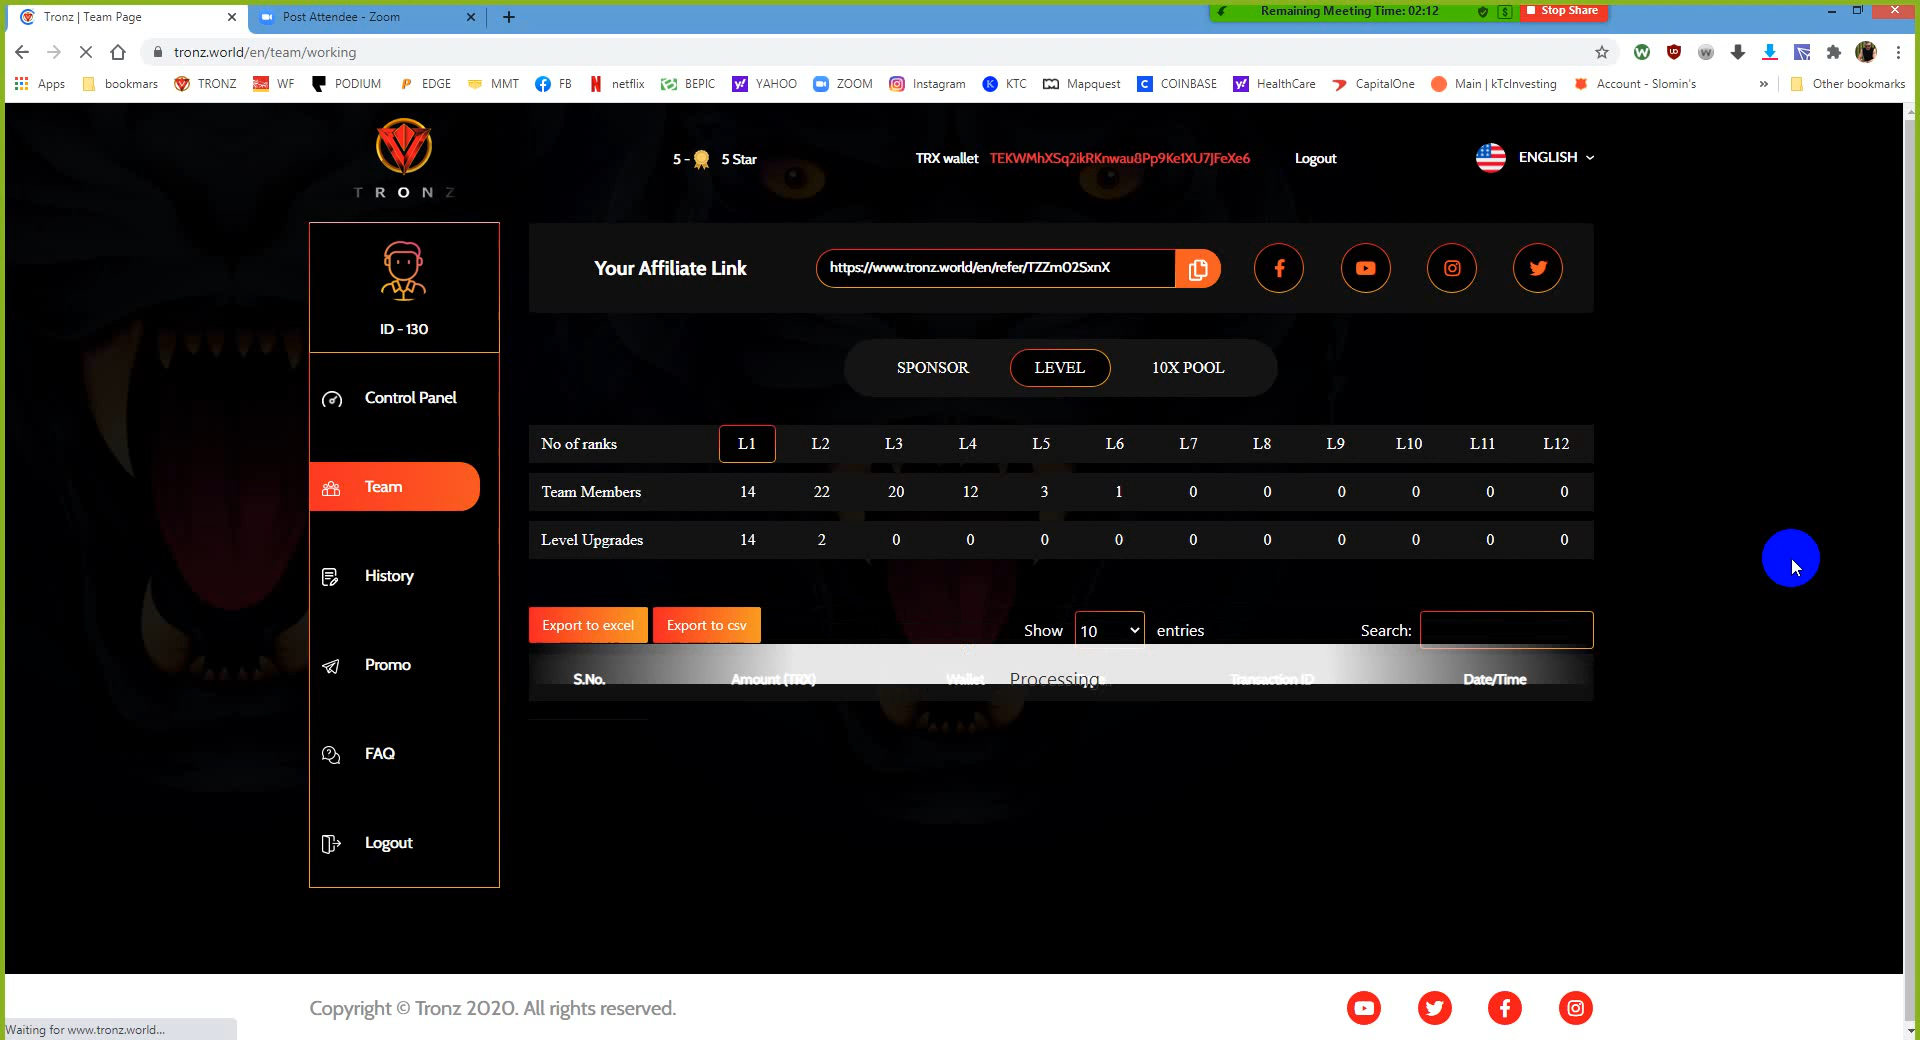 Tronz | Team Page
Post Attendee - Zoom
Remaining Meeting Time: 02:12
Stop Share
tronz.world/en/team/working
Apps
bookmars
TRONZ
WF
PODIUM
EDGE
MMT
FB
netflix
BEPIC
YAHOO
ZOOM
Instagram
KTC
Mapquest
COINBASE
HealthCare
CapitalOne
Main | kTcInvesting
Account - Slomin's
»
Other bookmarks
TRONZ
5 - 5 Star
TRX wallet TEKWMhXSq2ikRKnwau8Pp9Ke1XU7JFeXe6
Logout
ENGLISH
ID - 130
Your Affiliate Link
https://www.tronz.world/en/refer/TZZm02SxnX
SPONSOR LEVEL 10X POOL
Control Panel
Team
History
Promo
FAQ
Logout
No of ranks L1 L2 L3 L4 L5 L6 L7 L8 L9 L10 L11 L12
Team Members 14 22 20 12 3 1 0 0 0 0 0 0
Level Upgrades 14 2 0 0 0 0 0 0 0 0 0 0
Export to excel
Export to csv
Show 10 entries
Search:
S.No. Amount (TRX) Wallet Processing... Transaction ID Date/Time
Copyright © Tronz 2020. All rights reserved.
Waiting for www.tronz.world...